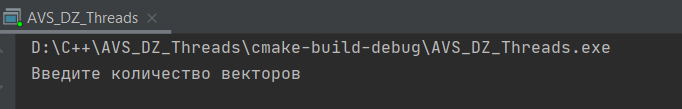 AVS_DZ_Threads
D:\C++\AVS_DZ_Threads\cmake-build-debug\AVS_DZ_Threads.exe
Введите количество векторов